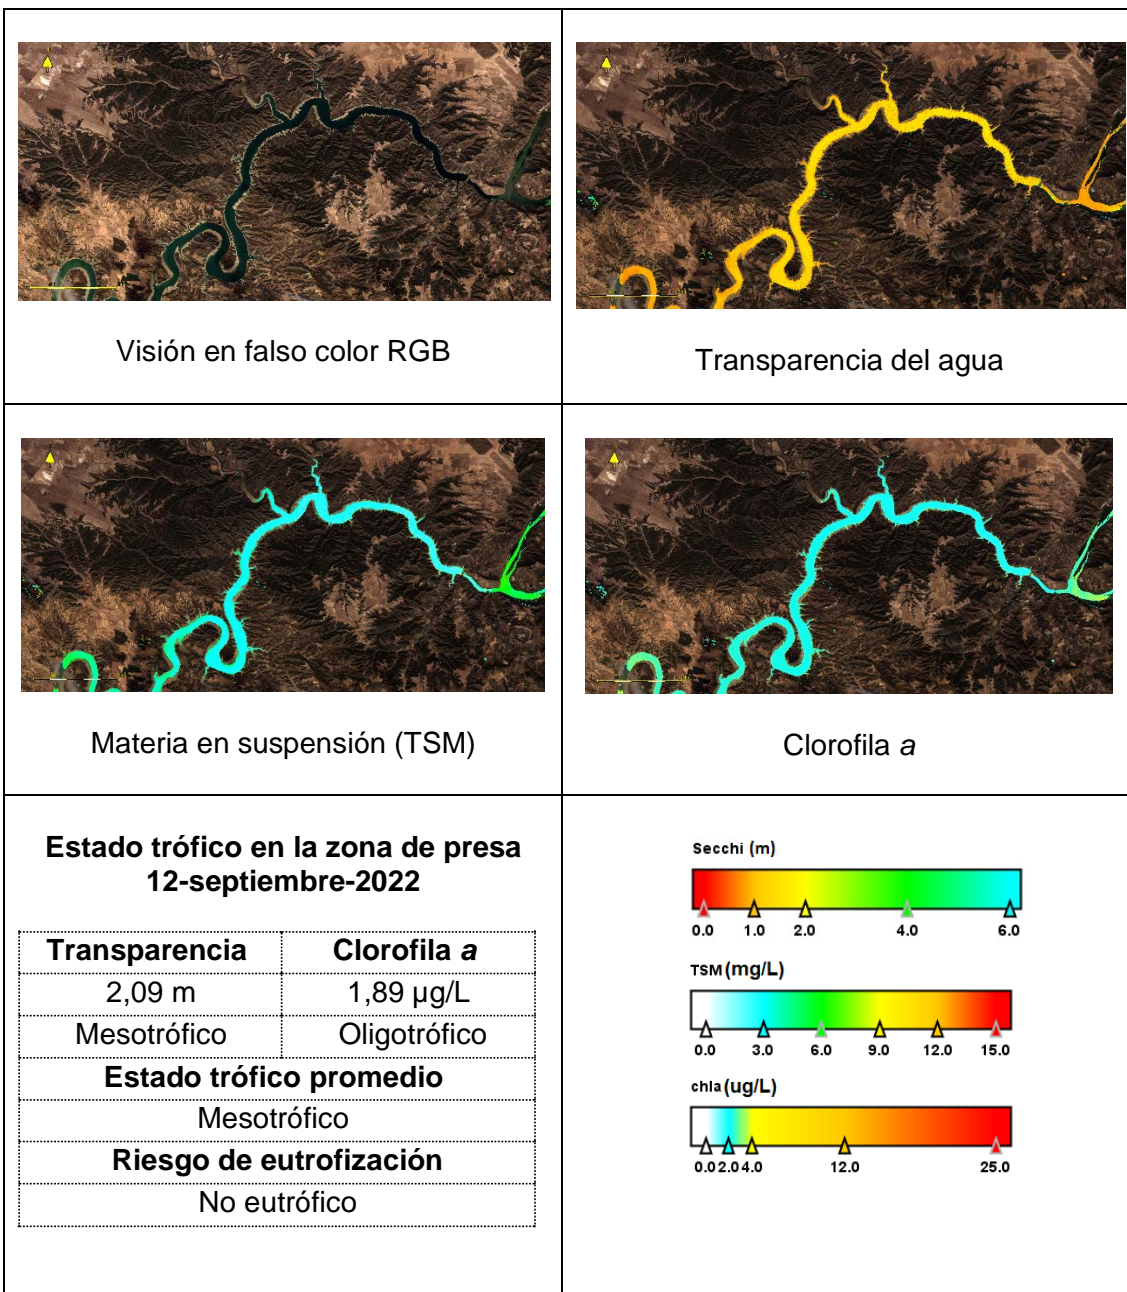 Visión en falso color RGB
Transparencia del agua
Materia en suspensión (TSM)
Clorofila a
Estado trófico en la zona de presa
12-septiembre-2022
Transparencia Clorofila a
2,09 m 1,89 µg/L
Mesotrófico Oligotrófico
Estado trófico promedio
Mesotrófico
Riesgo de eutrofización
No eutrófico
Secchi (m)
0.0 1.0 2.0 4.0 6.0
TSM (mg/L)
0.0 3.0 6.0 9.0 12.0 15.0
chla (ug/L)
0.0 2.0 4.0 12.0 25.0